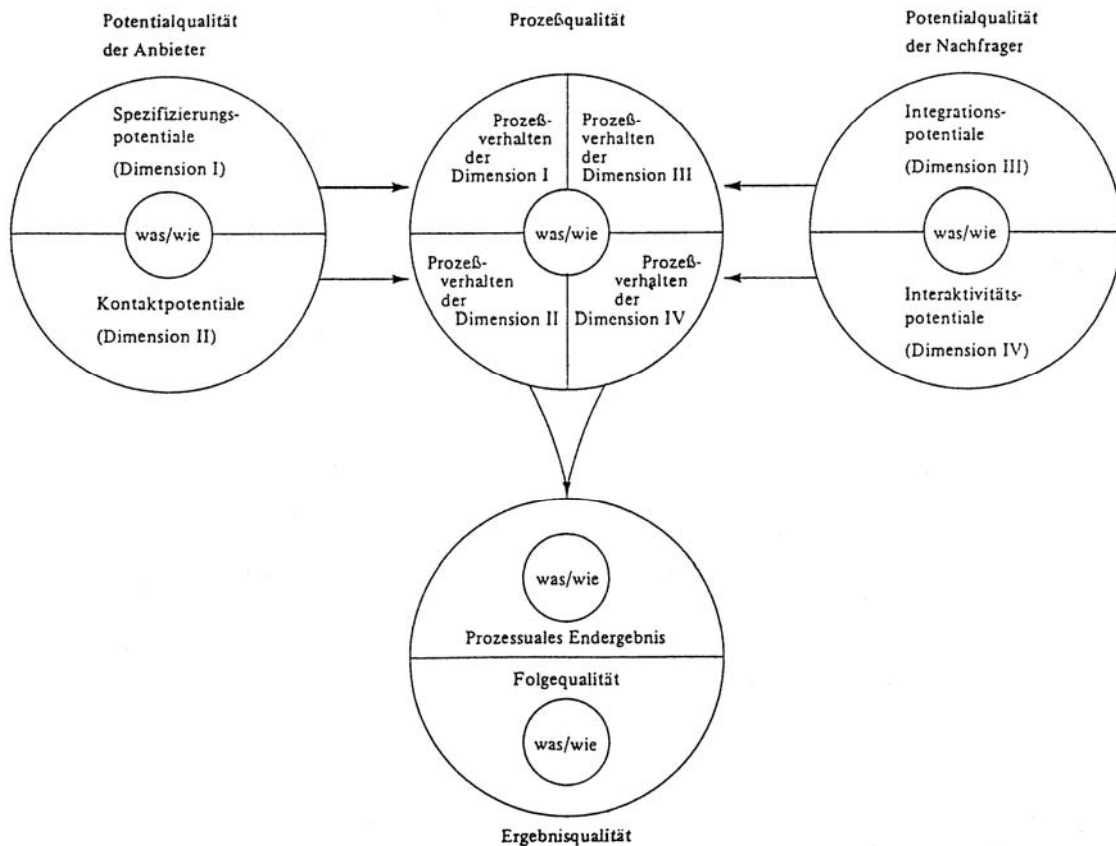 Potentialqualität
der Anbieter
Spezifizierungs-
potentiale
(Dimension I)
was/wie
Kontaktpotentiale
(Dimension II)
Prozeßqualität
Prozeß-
verhalten
der
Dimension I
Prozeß-
verhalten
der
Dimension III
was/wie
Prozeß-
verhalten
der
Dimension II
Prozeß-
verhalten
der
Dimension IV
Potentialqualität
der Nachfrager
Integrations-
potentiale
(Dimension III)
was/wie
Interaktivitäts-
potentiale
(Dimension IV)
was/wie
Prozessuales Endergebnis
Folgequalität
was/wie
Ergebnisqualität